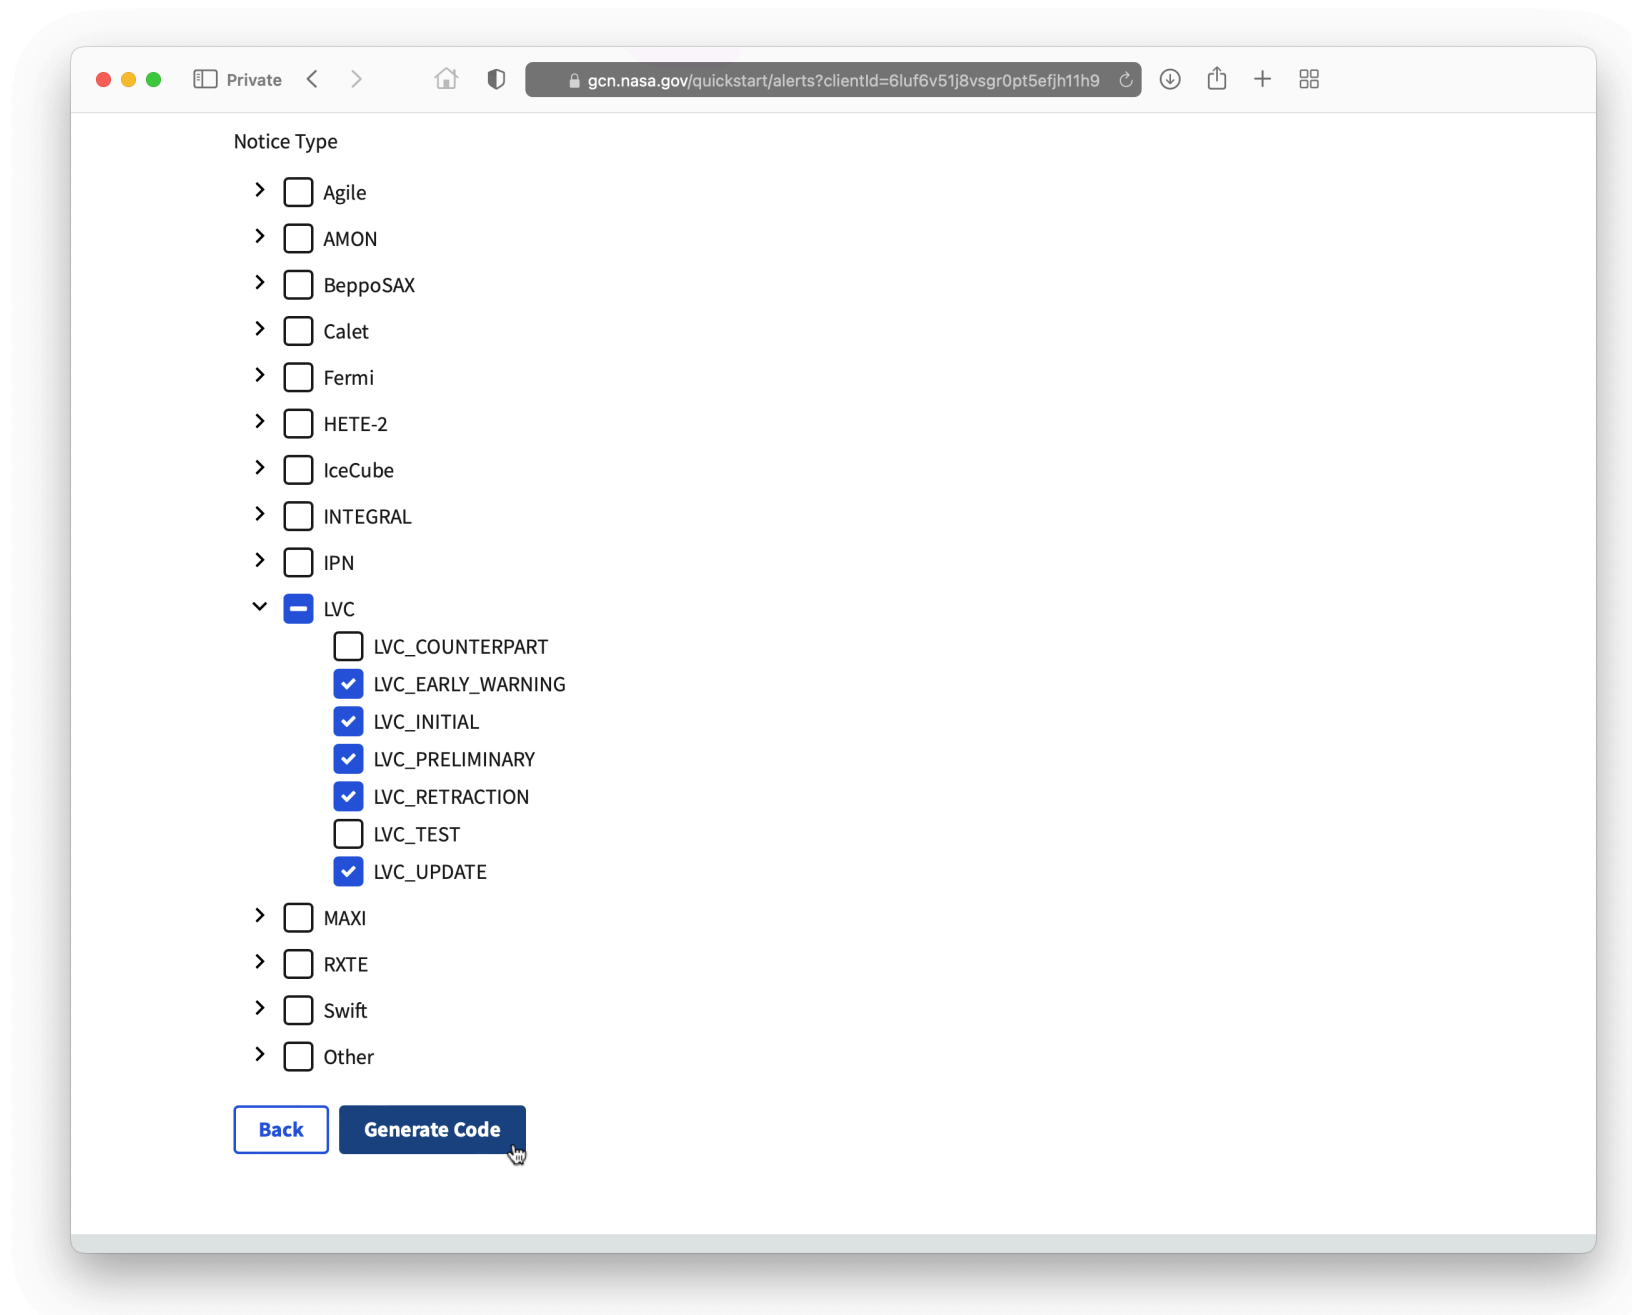 Private
gcn.nasa.gov/quickstart/alerts?clientId=6luf6v51j8vsgr0pt5efjh11h9
Notice Type
Agile
AMON
BeppoSAX
Calet
Fermi
HETE-2
IceCube
INTEGRAL
IPN
LVC
LVC_COUNTERPART
LVC_EARLY_WARNING
LVC_INITIAL
LVC_PRELIMINARY
LVC_RETRACTION
LVC_TEST
LVC_UPDATE
MAXI
RXTE
Swift
Other
Back Generate Code